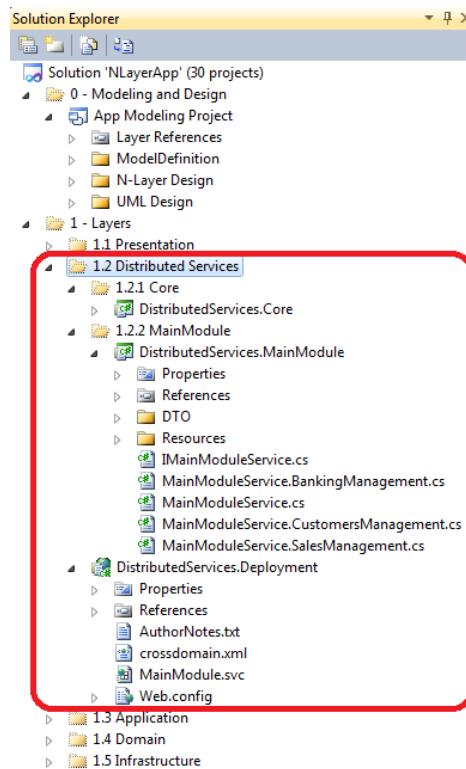 Solution Explorer
Solution 'NLayerApp' (30 projects)
0 - Modeling and Design
App Modeling Project
Layer References
ModelDefinition
N-Layer Design
UML Design
1 - Layers
1.1 Presentation
1.2 Distributed Services
1.2.1 Core
DistributedServices.Core
1.2.2 MainModule
DistributedServices.MainModule
Properties
References
DTO
Resources
IMainModuleService.cs
MainModuleService.BankingManagement.cs
MainModuleService.cs
MainModuleService.CustomersManagement.cs
MainModuleService.SalesManagement.cs
DistributedServices.Deployment
Properties
References
AuthorNotes.txt
crossdomain.xml
MainModule.svc
Web.config
1.3 Application
1.4 Domain
1.5 Infrastructure